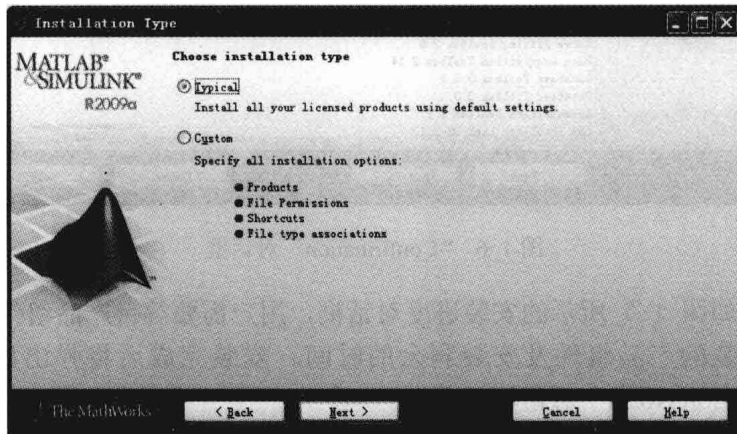 Installation Type
MATLAB®
&SIMULINK®
R2009a
Choose installation type
Typical
Install all your licensed products using default settings.
Custom
Specify all installation options:
Products
File Permissions
Shortcuts
File type associations
The MathWorks
< Back
Next >
Cancel
Help